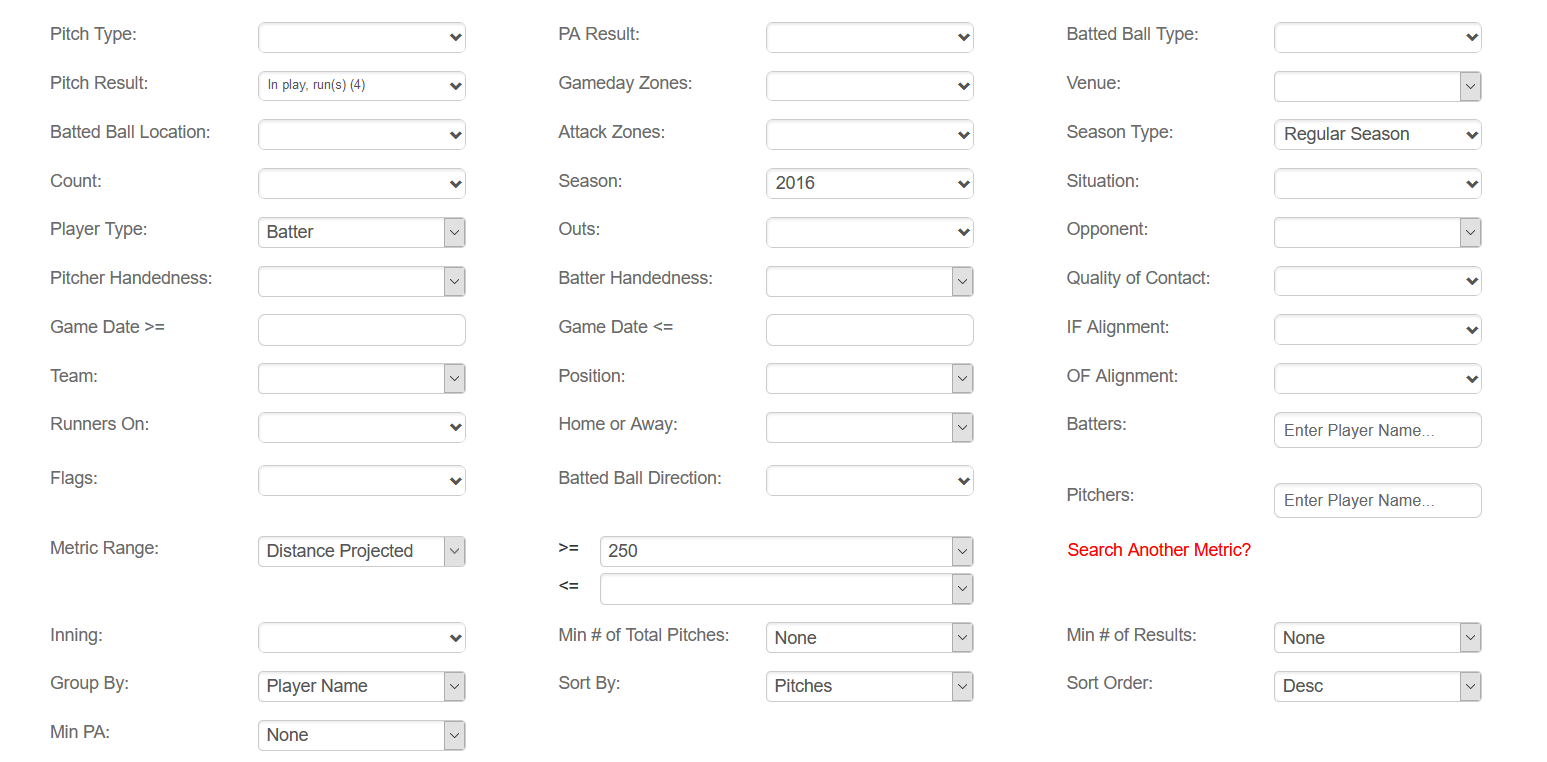 Pitch Type: PA Result: Batted Ball Type:
Pitch Result: In play, run(s) (4) Gameday Zones: Venue:
Batted Ball Location: Attack Zones: Season Type: Regular Season
Count: Season: 2016 Situation:
Player Type: Batter Outs: Opponent:
Pitcher Handedness: Batter Handedness: Quality of Contact:
Game Date >= Game Date <= IF Alignment:
Team: Position: OF Alignment:
Runners On: Home or Away: Batters: Enter Player Name...
Flags: Batted Ball Direction:
Pitchers: Enter Player Name...
Metric Range: Distance Projected >= 250 Search Another Metric?
<=
Inning: Min # of Total Pitches: None Min # of Results: None
Group By: Player Name Sort By: Pitches Sort Order: Desc
Min PA: None